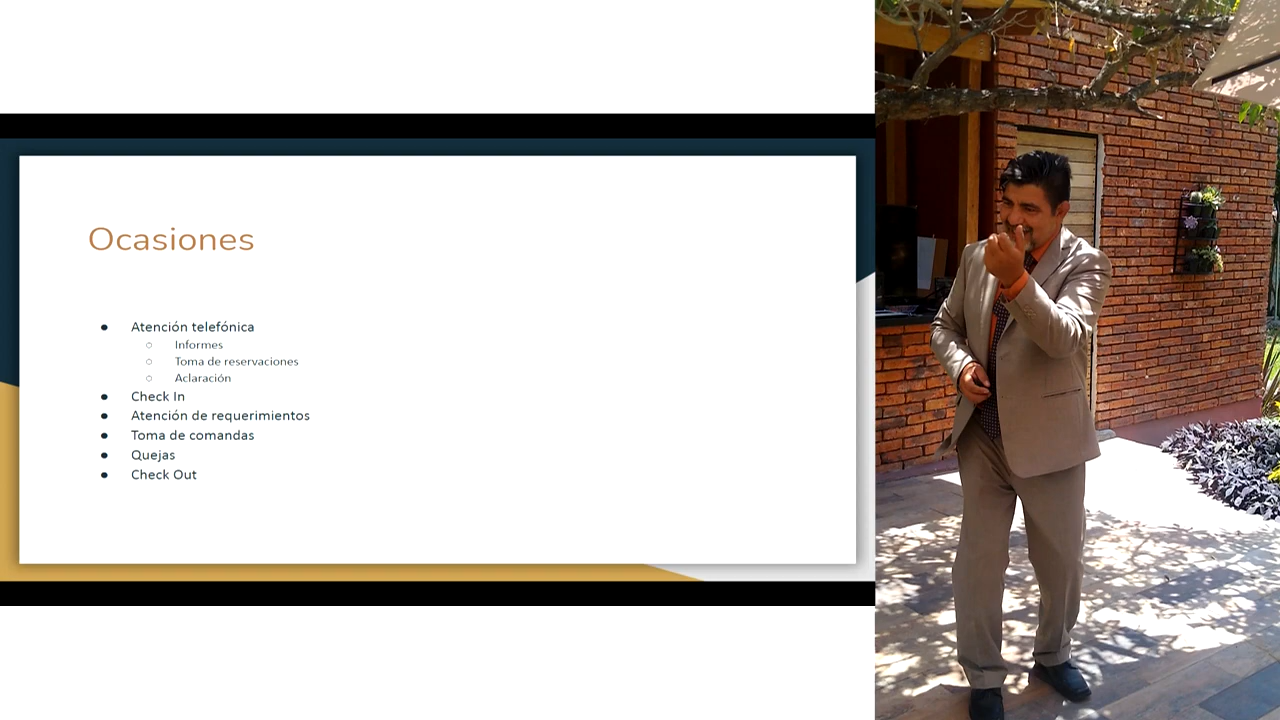 Ocasiones
● Atención telefónica
○ Informes
○ Toma de reservaciones
○ Aclaración
● Check In
● Atención de requerimientos
● Toma de comandas
● Quejas
● Check Out